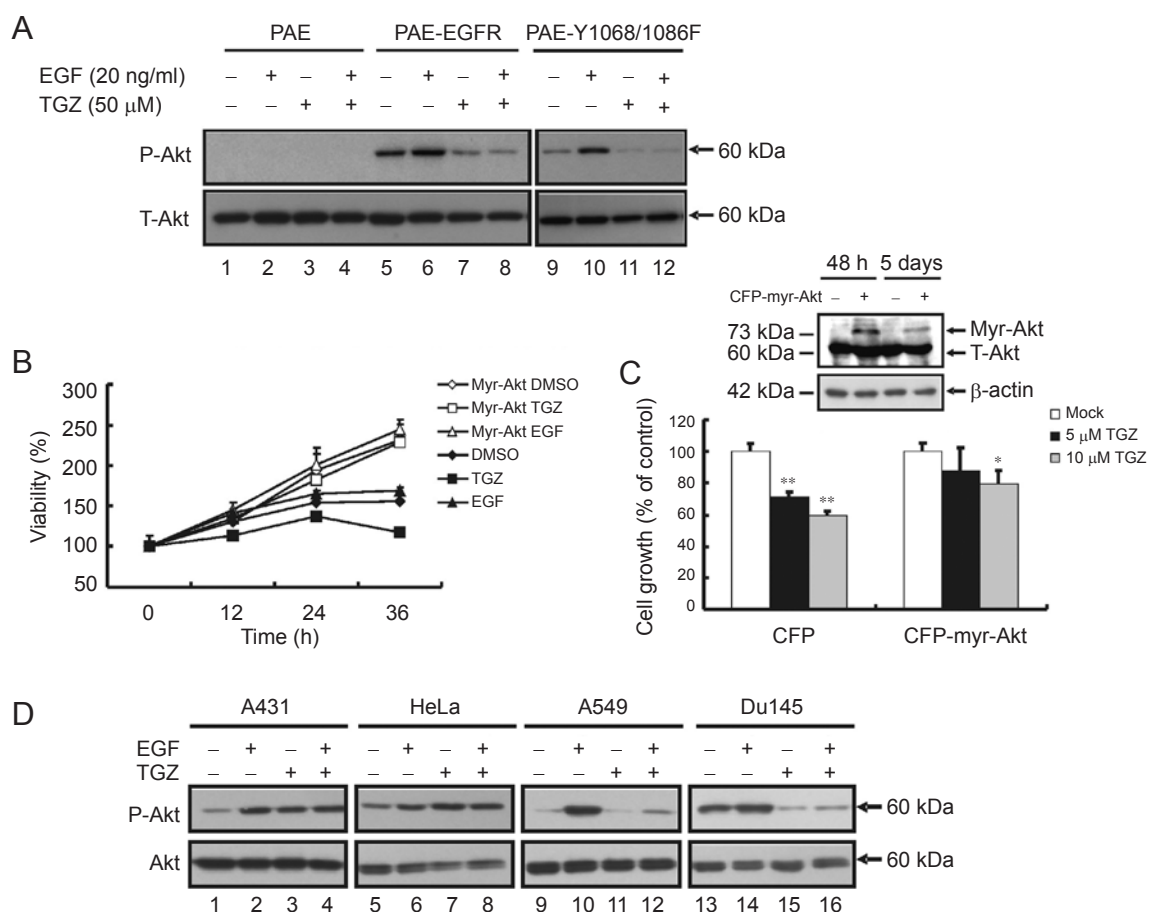 A
PAE PAE-EGFR PAE-Y1068/1086F
EGF (20 ng/ml) – + – + – + – + – + – +
TGZ (50 μM) – – + + – – + + – – + +
P-Akt 60 kDa
T-Akt 60 kDa
1 2 3 4 5 6 7 8 9 10 11 12
B
300
250
200
150
100
50
Viability (%)
0 12 24 36
Time (h)
Myr-Akt DMSO
Myr-Akt TGZ
Myr-Akt EGF
DMSO
TGZ
EGF
C
48 h 5 days
CFP-myr-Akt – + – +
73 kDa Myr-Akt
60 kDa T-Akt
42 kDa β-actin
Mock
5 μM TGZ
10 μM TGZ
120
100
80
60
40
20
0
Cell growth (% of control)
** ** *
CFP CFP-myr-Akt
D
A431 HeLa A549 Du145
EGF – + – + – + – + – + – + – + – +
TGZ – – + + – – + + – – + + – – + +
P-Akt 60 kDa
Akt 60 kDa
1 2 3 4 5 6 7 8 9 10 11 12 13 14 15 16